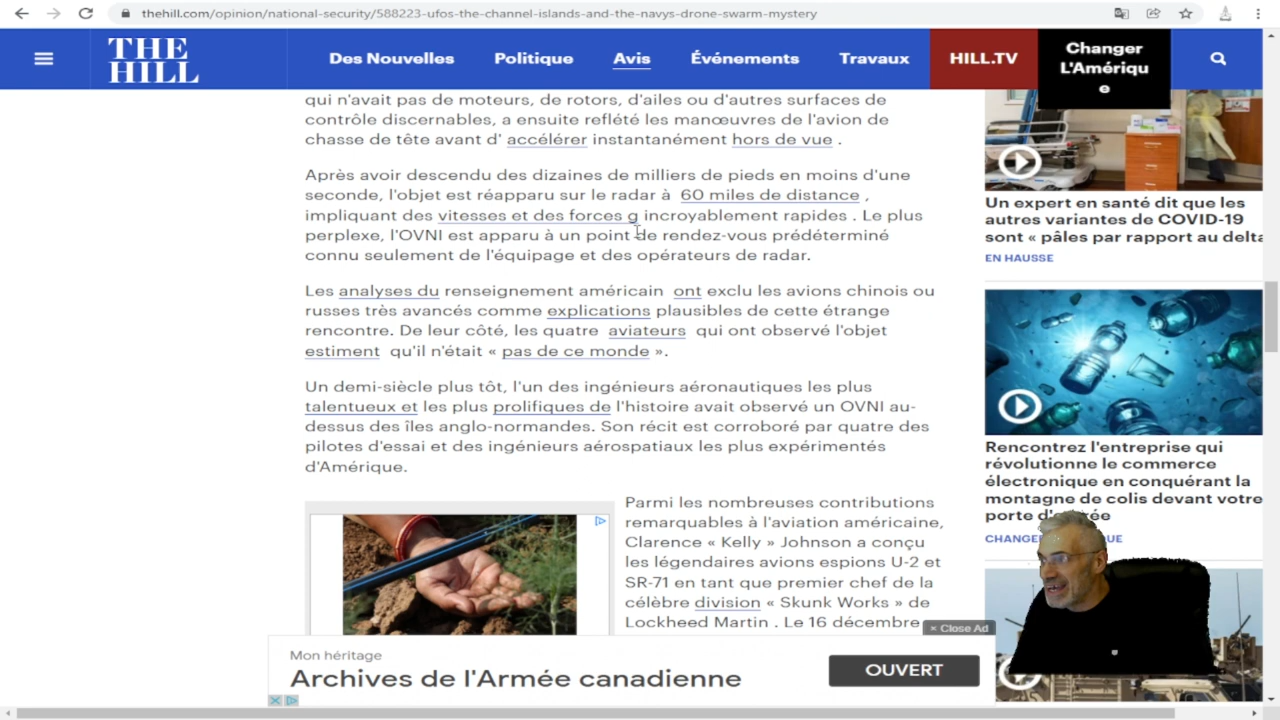 thehill.com/opinion/national-security/588223-ufos-the-channel-islands-and-the-navys-drone-swarm-mystery
THE
HILL
Des Nouvelles
Politique
Avis
Événements
Travaux
HILL.TV
Changer
L'Amériqu
e
qui n'avait pas de moteurs, de rotors, d'ailes ou d'autres surfaces de
contrôle discernables, a ensuite reflété les manœuvres de l'avion de
chasse de tête avant d' accélérer instantanément hors de vue .
Après avoir descendu des dizaines de milliers de pieds en moins d'une
seconde, l'objet est réapparu sur le radar à 60 miles de distance ,
impliquant des vitesses et des forces g incroyablement rapides . Le plus
perplexe, l'OVNI est apparu à un point de rendez-vous prédéterminé
connu seulement de l'équipage et des opérateurs de radar.
Les analyses du renseignement américain ont exclu les avions chinois ou
russes très avancés comme explications plausibles de cette étrange
rencontre. De leur côté, les quatre aviateurs qui ont observé l'objet
estiment qu'il n'était « pas de ce monde ».
Un demi-siècle plus tôt, l'un des ingénieurs aéronautiques les plus
talentueux et les plus prolifiques de l'histoire avait observé un OVNI au-
dessus des îles anglo-normandes. Son récit est corroboré par quatre des
pilotes d'essai et des ingénieurs aérospatiaux les plus expérimentés
d'Amérique.
Parmi les nombreuses contributions
remarquables à l'aviation américaine,
Clarence « Kelly » Johnson a conçu
les légendaires avions espions U-2 et
SR-71 en tant que premier chef de la
célèbre division « Skunk Works » de
Lockheed Martin . Le 16 décembre
Un expert en santé dit que les
autres variantes de COVID-19
sont « pâles par rapport au delta
EN HAUSSE
Rencontrez l'entreprise qui
révolutionne le commerce
électronique en conquérant la
montagne de colis devant votre
porte d'
× Close Ad
Mon héritage
Archives de l'Armée canadienne
OUVERT